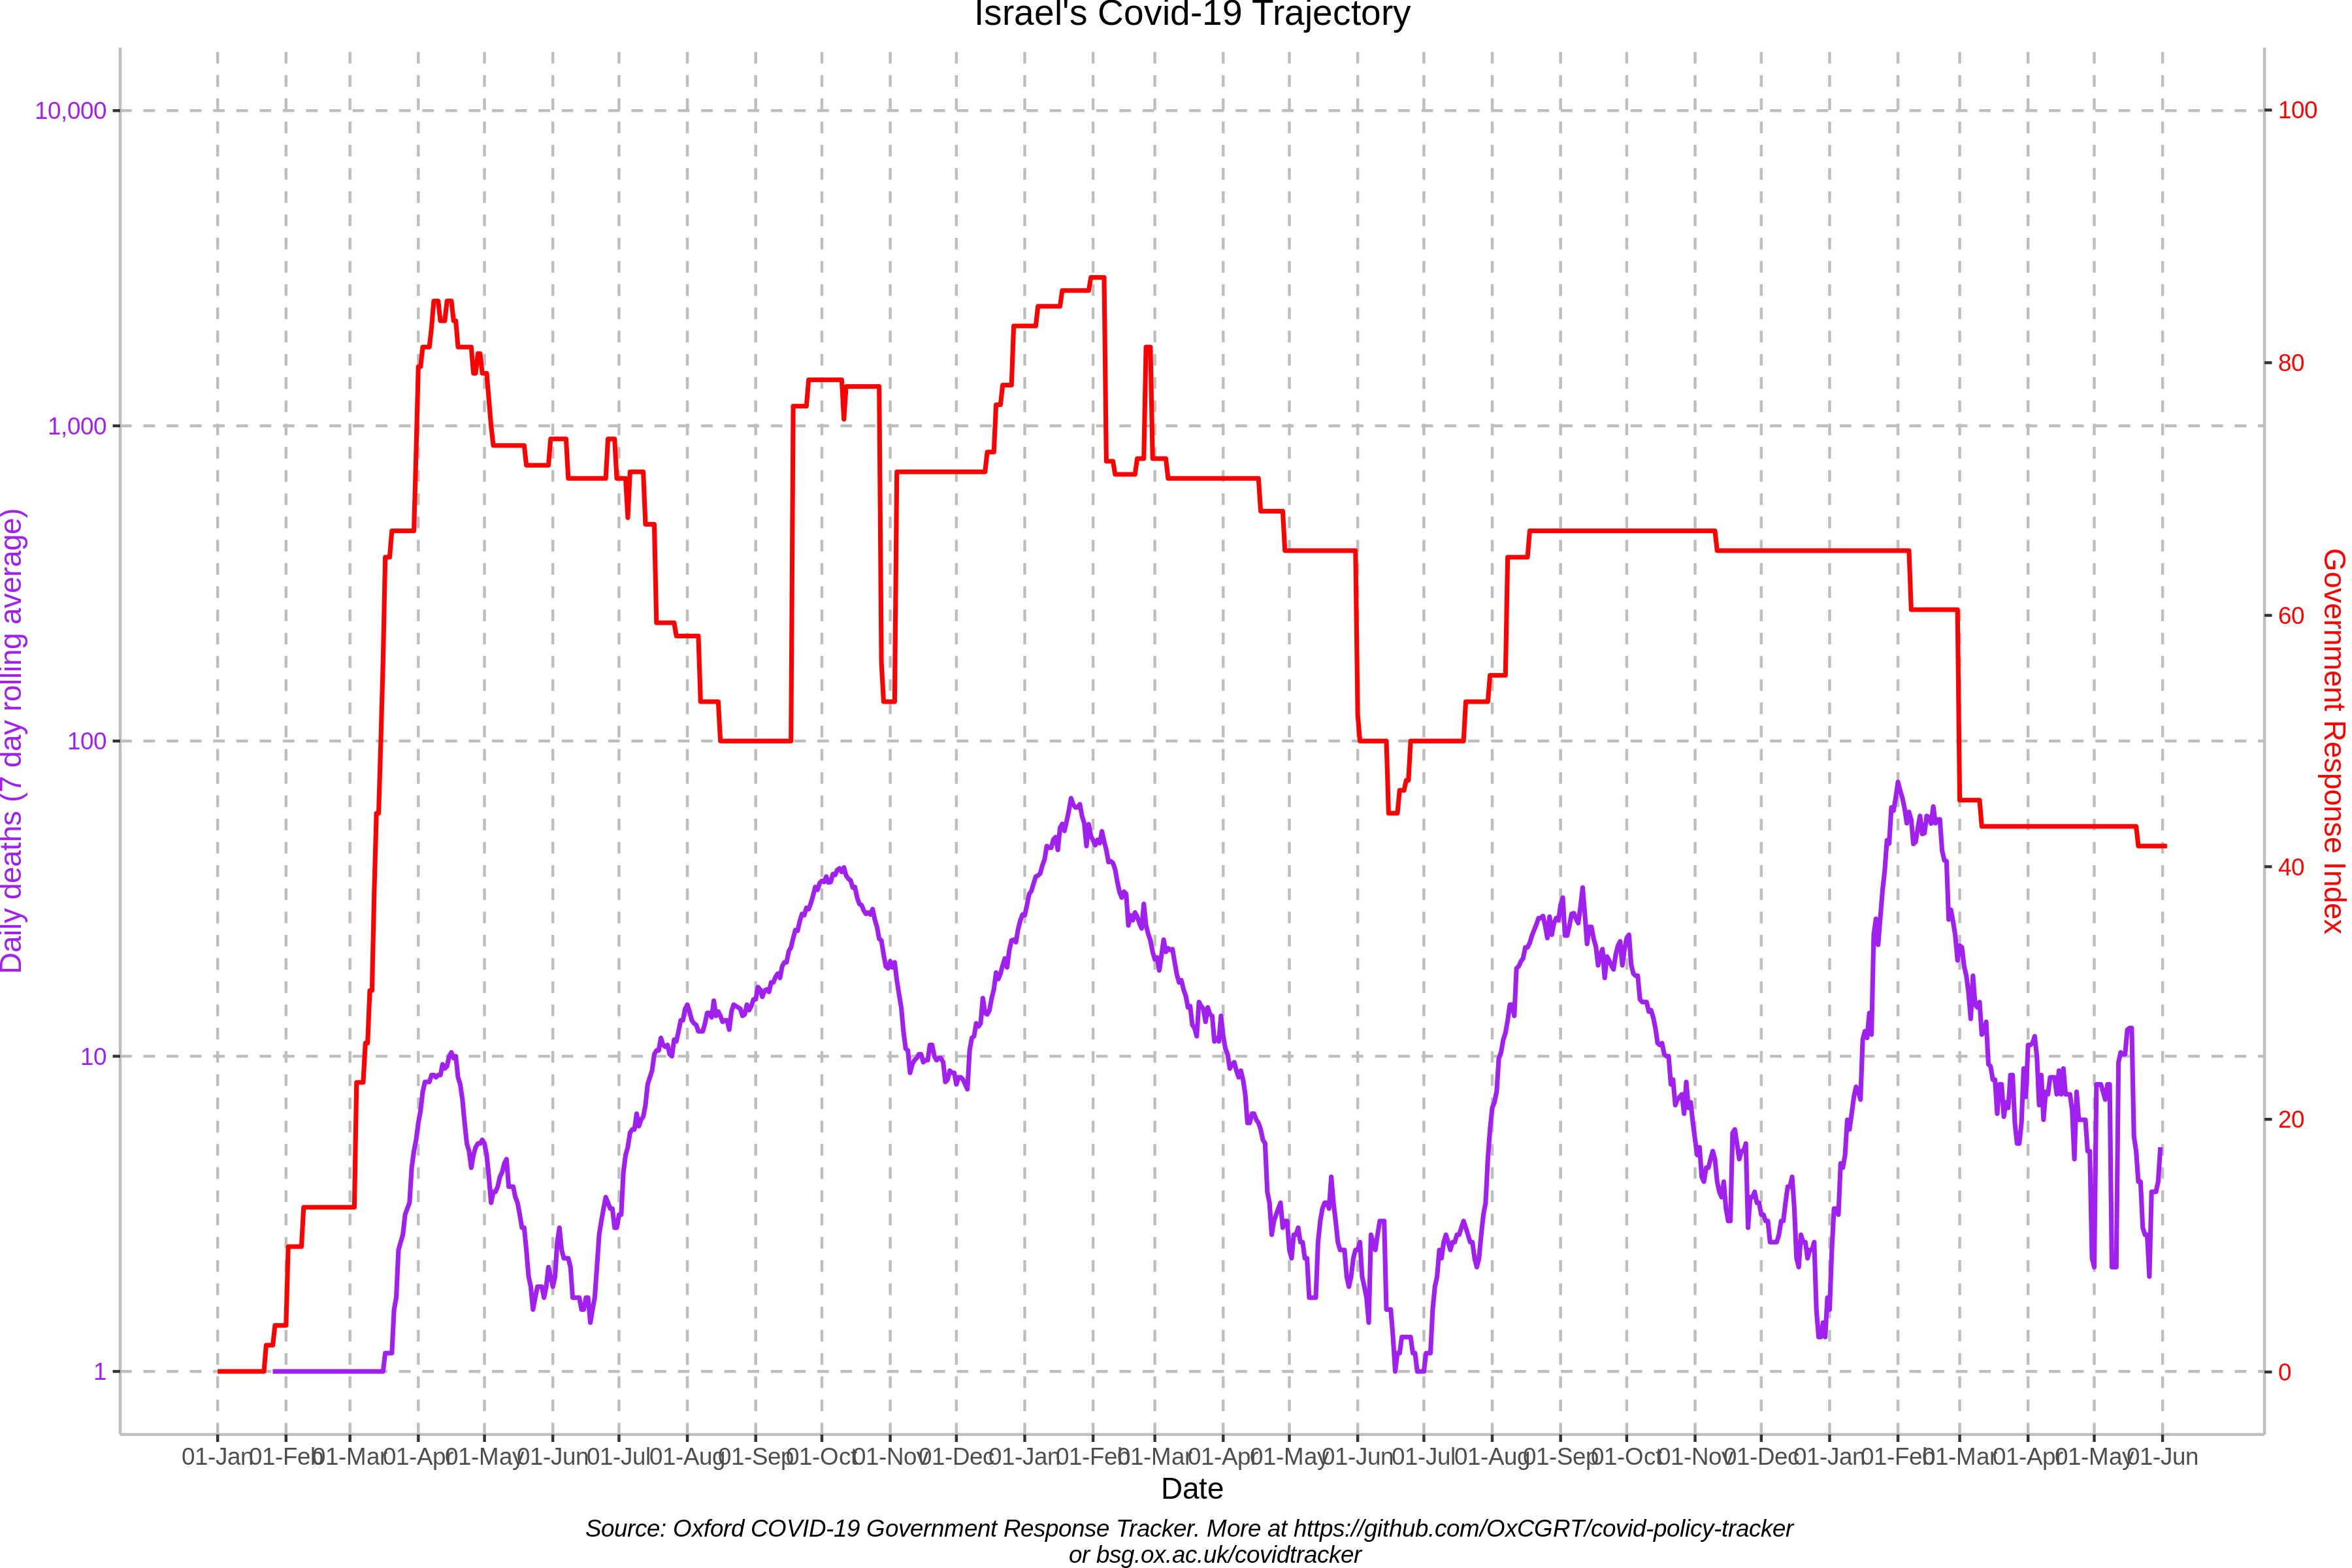 Israel's Covid-19 Trajectory
10,000
1,000
100
10
1
Daily deaths (7 day rolling average)
100
80
60
40
20
0
Government Response Index
01-Jan 01-Feb 01-Mar 01-Apr 01-May 01-Jun 01-Jul 01-Aug 01-Sep 01-Oct 01-Nov 01-Dec 01-Jan 01-Feb 01-Mar 01-Apr 01-May 01-Jun 01-Jul 01-Aug 01-Sep 01-Oct 01-Nov 01-Dec 01-Jan 01-Feb 01-Mar 01-Apr 01-May 01-Jun
Date
Source: Oxford COVID-19 Government Response Tracker. More at https://github.com/OxCGRT/covid-policy-tracker
or bsg.ox.ac.uk/covidtracker